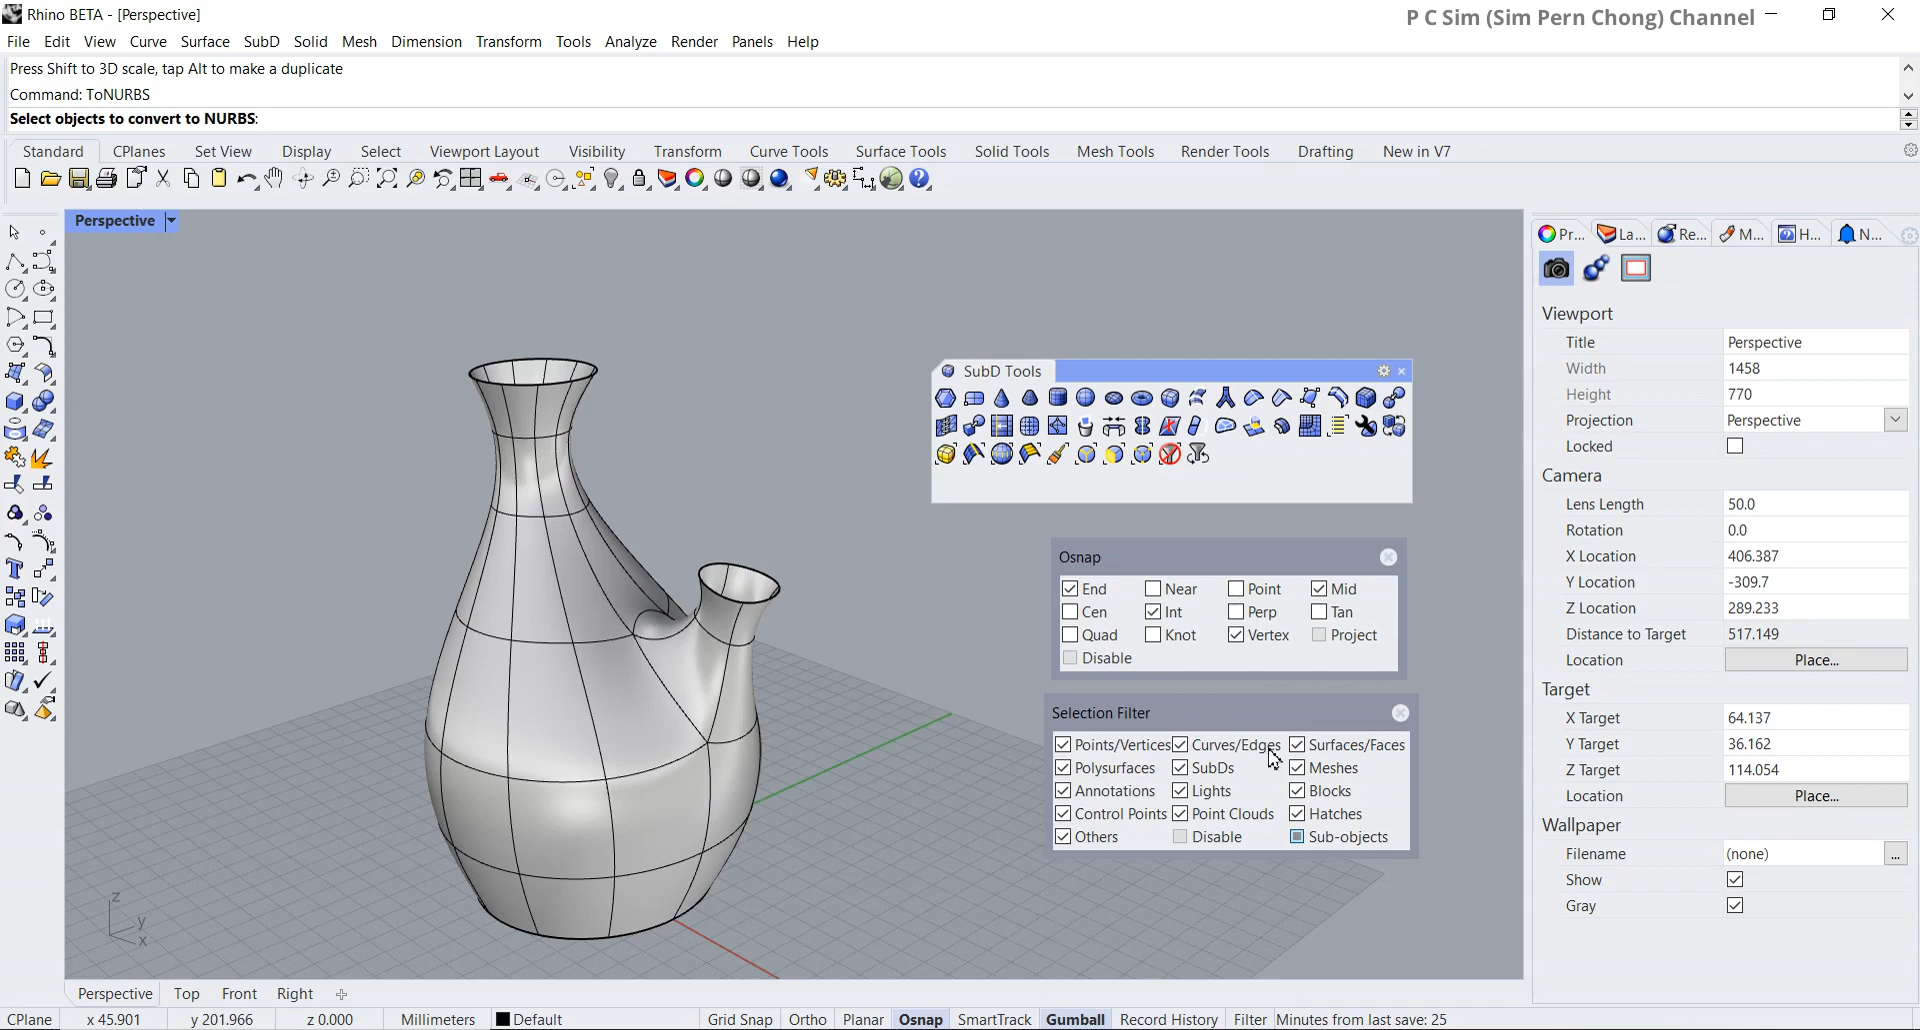 Rhino BETA - [Perspective]
P C Sim (Sim Pern Chong) Channel
File Edit View Curve Surface SubD Solid Mesh Dimension Transform Tools Analyze Render Panels Help
Press Shift to 3D scale, tap Alt to make a duplicate
Command: ToNURBS
Select objects to convert to NURBS:
Standard CPlanes Set View Display Select Viewport Layout Visibility Transform Curve Tools Surface Tools Solid Tools Mesh Tools Render Tools Drafting New in V7
Perspective
Pr... La... Re... M... H... N...
Viewport
Title Perspective
Width 1458
Height 770
Projection Perspective
Locked
Camera
Lens Length 50.0
Rotation 0.0
X Location 406.387
Y Location -309.7
Z Location 289.233
Distance to Target 517.149
Location Place...
Target
X Target 64.137
Y Target 36.162
Z Target 114.054
Location Place...
Wallpaper
Filename (none) ...
Show
Gray
SubD Tools
Osnap
End Near Point Mid
Cen Int Perp Tan
Quad Knot Vertex Project
Disable
Selection Filter
Points/Vertices Curves/Edges Surfaces/Faces
Polysurfaces SubDs Meshes
Annotations Lights Blocks
Control Points Point Clouds Hatches
Others Disable Sub-objects
z
y
x
Perspective Top Front Right
CPlane x 45.901 y 201.966 z 0.000 Millimeters Default Grid Snap Ortho Planar Osnap SmartTrack Gumball Record History Filter Minutes from last save: 25